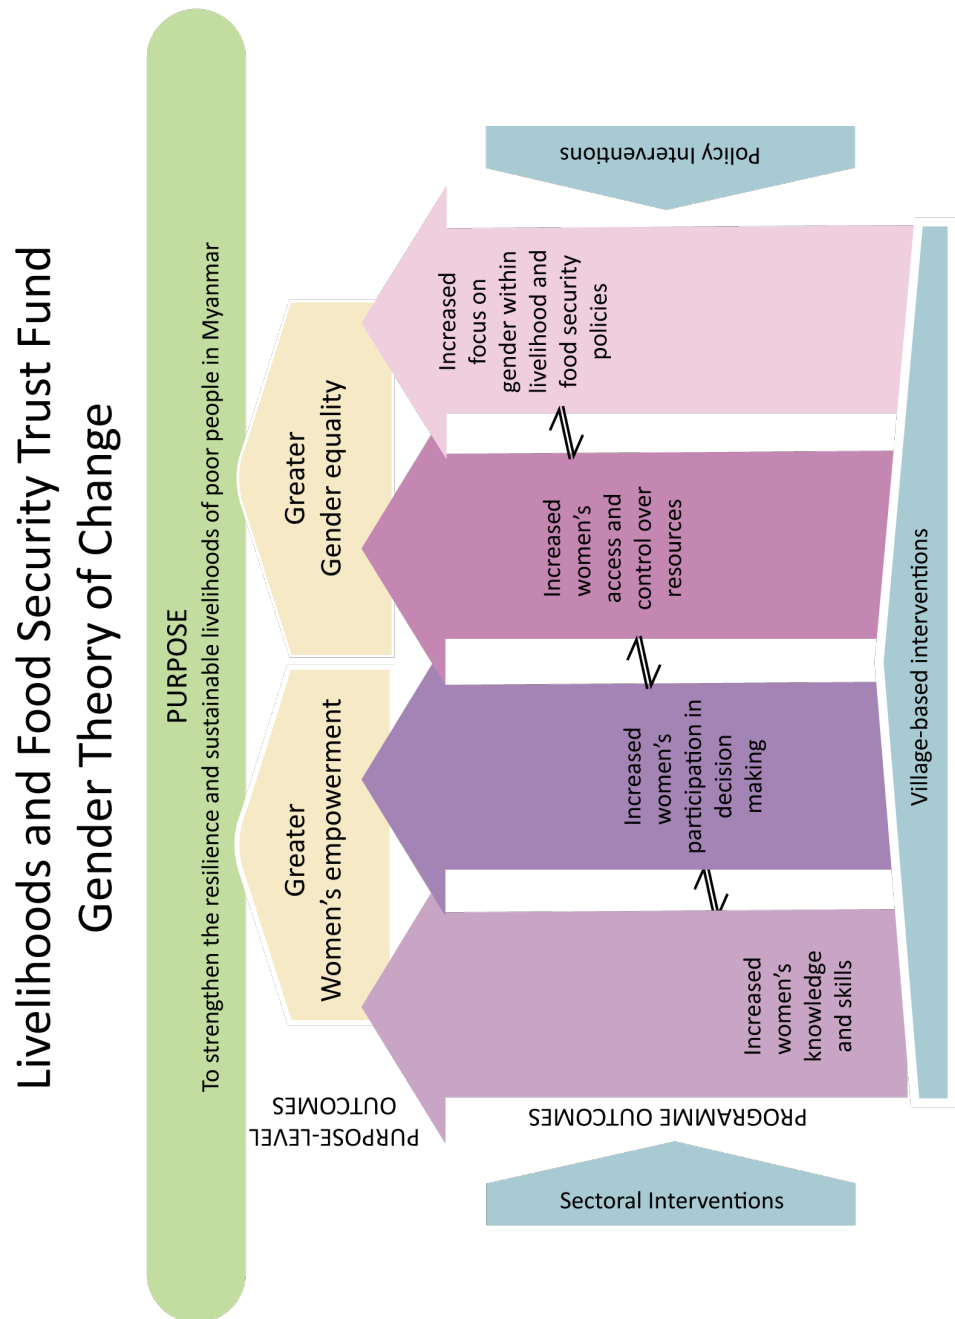 Livelihoods and Food Security Trust Fund
Gender Theory of Change
PURPOSE
To strengthen the resilience and sustainable livelihoods of poor people in Myanmar
PURPOSE-LEVEL
OUTCOMES
Greater
Women's empowerment
Greater
Gender equality
PROGRAMME OUTCOMES
Sectoral Interventions
Increased
women's
knowledge
and skills
Increased
women's
participation in
decision
making
Increased
women's
access and
control over
resources
Increased
focus on
gender within
livelihood and
food security
policies
Policy Interventions
Village-based interventions